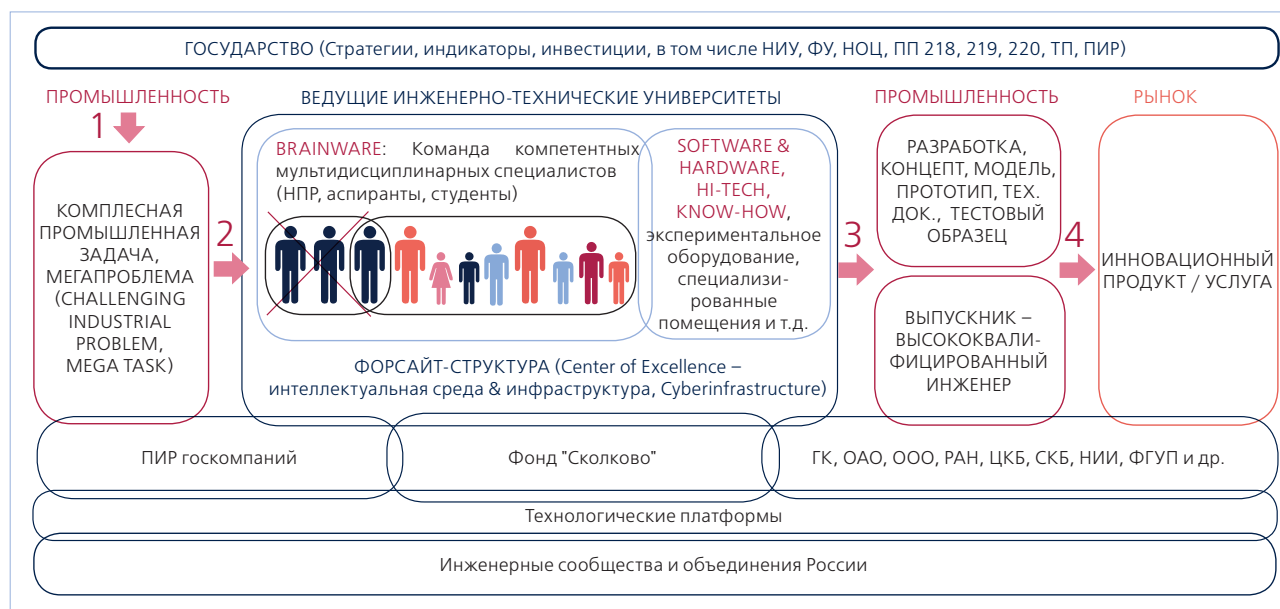 ГОСУДАРСТВО (Стратегии, индикаторы, инвестиции, в том числе НИУ, ФУ, НОЦ, ПП 218, 219, 220, ТП, ПИР)
ПРОМЫШЛЕННОСТЬ
1
КОМПЛЕСНАЯ
ПРОМЫШЛЕННАЯ
ЗАДАЧА,
МЕГАПРОБЛЕМА
(CHALLENGING
INDUSTRIAL
PROBLEM,
MEGA TASK)
2
ВЕДУЩИЕ ИНЖЕНЕРНО-ТЕХНИЧЕСКИЕ УНИВЕРСИТЕТЫ
BRAINWARE: Команда компетентных
мультидисциплинарных специалистов
(НПР, аспиранты, студенты)
SOFTWARE &
HARDWARE,
HI-TECH,
KNOW-HOW,
экспериментальное
оборудование,
специализи-
рованные
помещения и т.д.
ФОРСАЙТ-СТРУКТУРА (Center of Excellence –
интеллектуальная среда & инфраструктура, Cyberinfrastructure)
3
ПРОМЫШЛЕННОСТЬ
РАЗРАБОТКА,
КОНЦЕПТ, МОДЕЛЬ,
ПРОТОТИП, ТЕХ.
ДОК., ТЕСТОВЫЙ
ОБРАЗЕЦ
ВЫПУСКНИК –
ВЫСОКОКВАЛИ-
ФИЦИРОВАННЫЙ
ИНЖЕНЕР
4
РЫНОК
ИННОВАЦИОННЫЙ
ПРОДУКТ / УСЛУГА
ПИР госкомпаний
Фонд "Сколково"
ГК, ОАО, ООО, РАН, ЦКБ, СКБ, НИИ, ФГУП и др.
Технологические платформы
Инженерные сообщества и объединения России